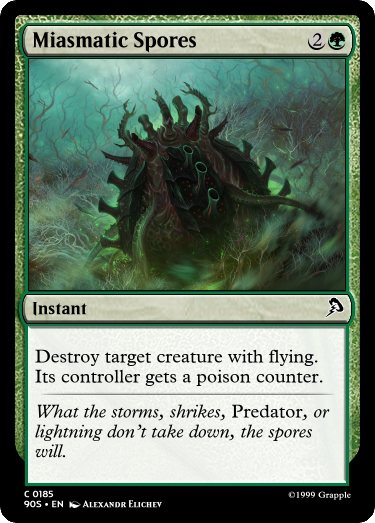 Miasmatic Spores 2
Instant
Destroy target creature with flying.
Its controller gets a poison counter.
What the storms, shrikes, Predator, or
lightning don't take down, the spores
will.
C 0185
90S • EN Alexandr Elichev
©1999 Grapple